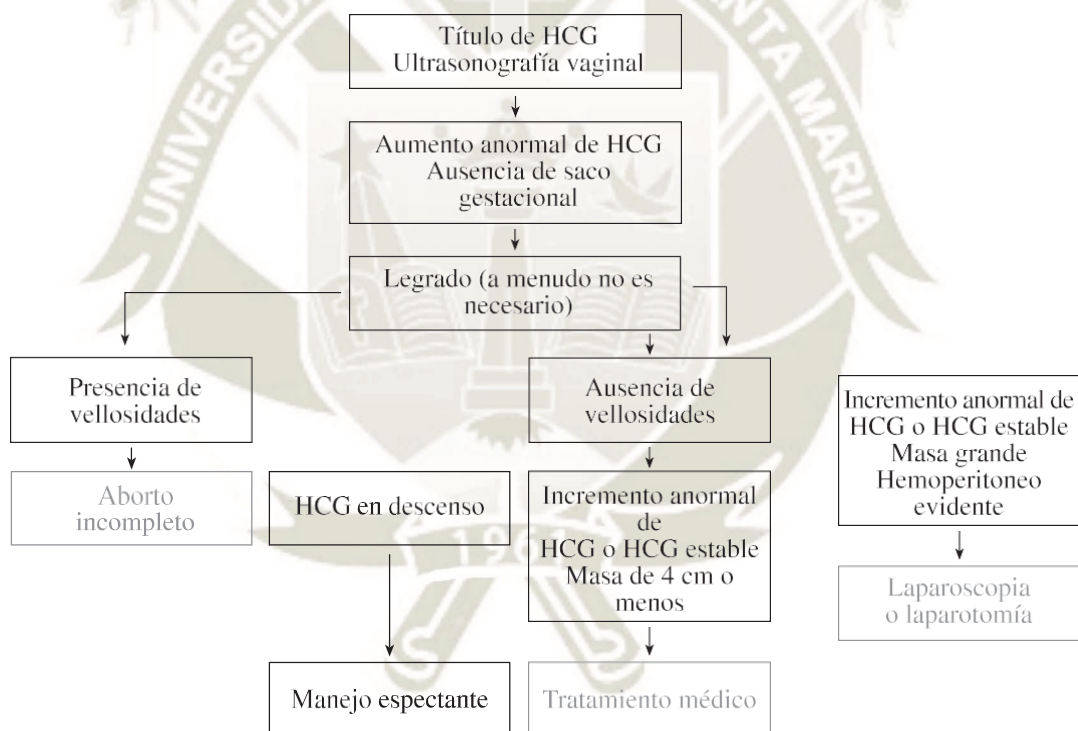 UNIVERSIDAD
SANTA MARIA
Título de HCG
Ultrasonografía vaginal
Aumento anormal de HCG
Ausencia de saco
gestacional
Legrado (a menudo no es
necesario)
Presencia de
vellosidades
Ausencia de
vellosidades
Incremento anormal de
HCG o HCG estable
Masa grande
Hemoperitoneo
evidente
Aborto
incompleto
HCG en descenso
Incremento anormal
de
HCG o HCG estable
Masa de 4 cm o
menos
Laparoscopia
o laparotomía
Manejo espectante
Tratamiento médico